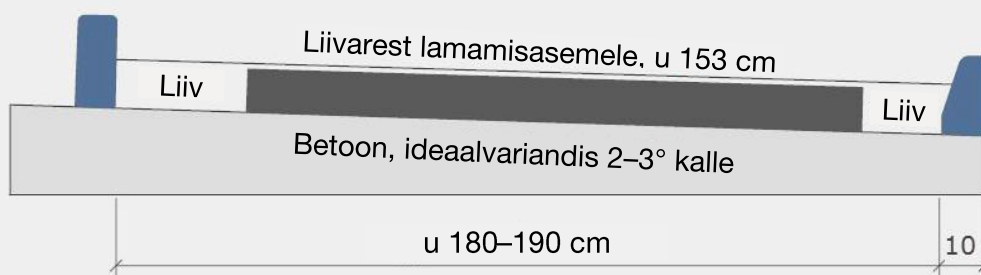 Liivarest lamamisasemele, u 153 cm
Liiv
Liiv
Betoon, ideaalvariandis 2–3° kalle
u 180–190 cm
10